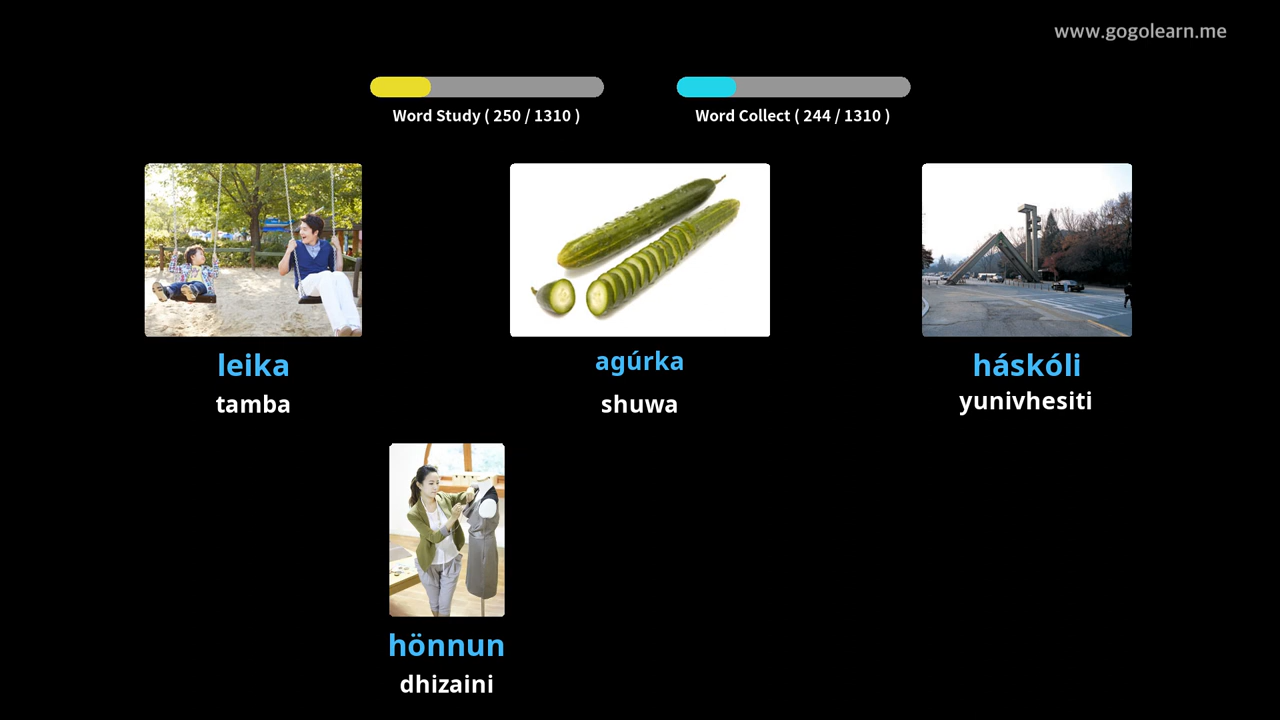 www.gogolearn.me
Word Study ( 250 / 1310 )
Word Collect ( 244 / 1310 )
leika
tamba
agúrka
shuwa
háskóli
yunivhesiti
hönnun
dhizaini